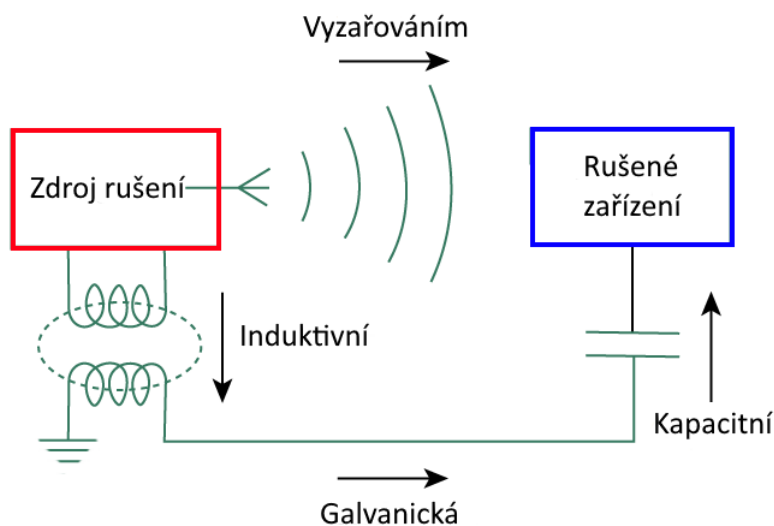 Vyzařováním
Zdroj rušení
Rušené
zařízení
Induktivní
Kapacitní
Galvanická